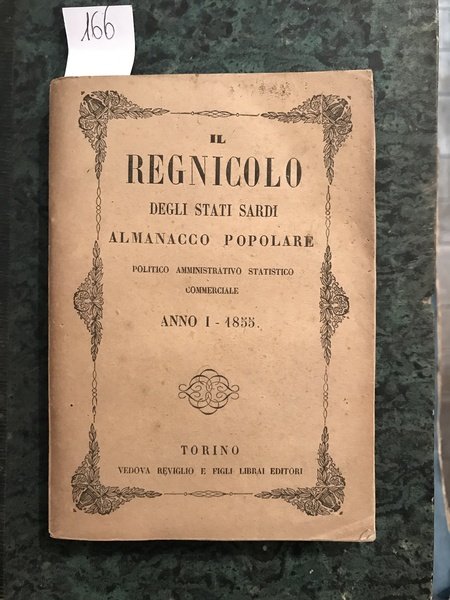 166
IL
REGNICOLO
DEGLI STATI SARDI
ALMANACCO POPOLARE
POLITICO AMMINISTRATIVO STATISTICO
COMMERCIALE
ANNO I - 1855.
TORINO
VEDOVA REVIGLIO E FIGLI LIBRAI EDITORI